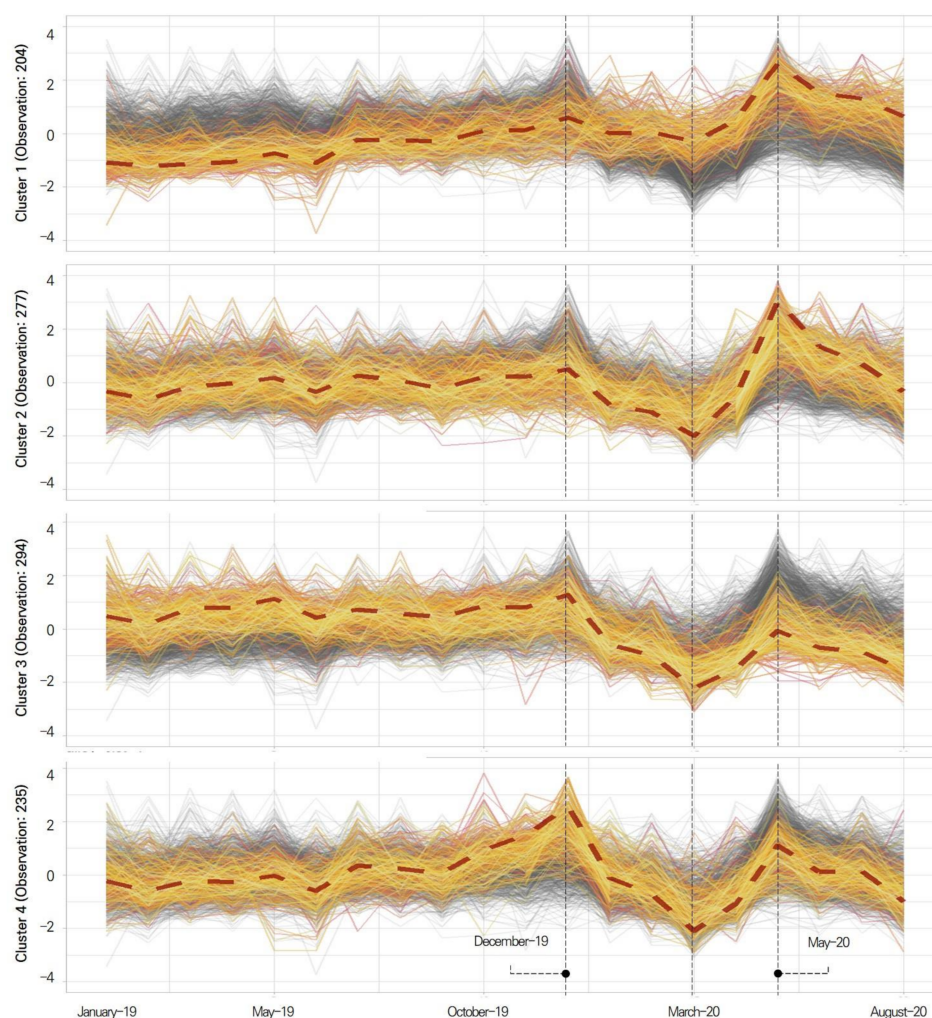 Cluster 1 (Observation: 204)
4
2
0
−2
−4
Cluster 2 (Observation: 277)
4
2
0
−2
−4
Cluster 3 (Observation: 294)
4
2
0
−2
−4
Cluster 4 (Observation: 235)
4
2
0
−2
−4
December-19
May-20
January-19
May-19
October-19
March-20
August-20